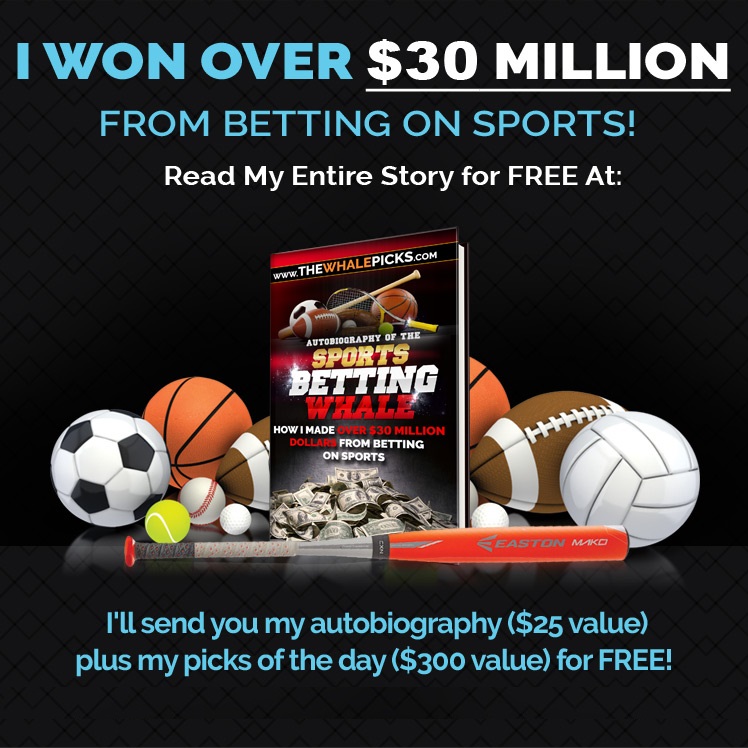 I WON OVER $30 MILLION
FROM BETTING ON SPORTS!
Read My Entire Story for FREE At:
www.THEWHALEPICKS.com
AUTOBIOGRAPHY OF THE
SPORTS
BETTING
WHALE
HOW I MADE OVER $30 MILLION
DOLLARS FROM BETTING
ON SPORTS
CXN
EASTON MAKO
I'll send you my autobiography ($25 value)
plus my picks of the day ($300 value) for FREE!